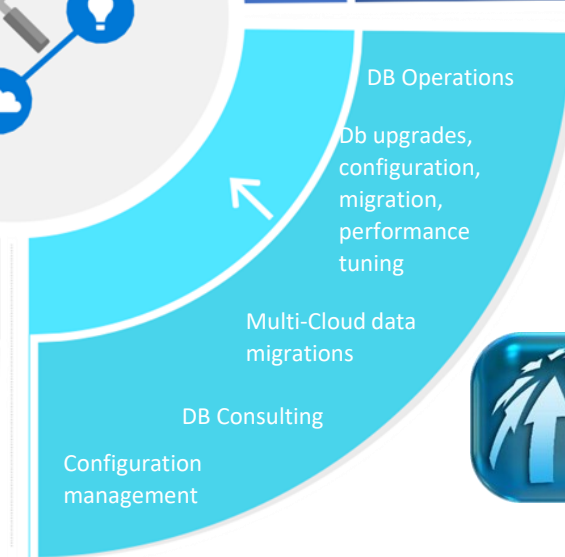 DB Operations
Db upgrades,
configuration,
migration,
performance
tuning
Multi-Cloud data
migrations
DB Consulting
Configuration
management